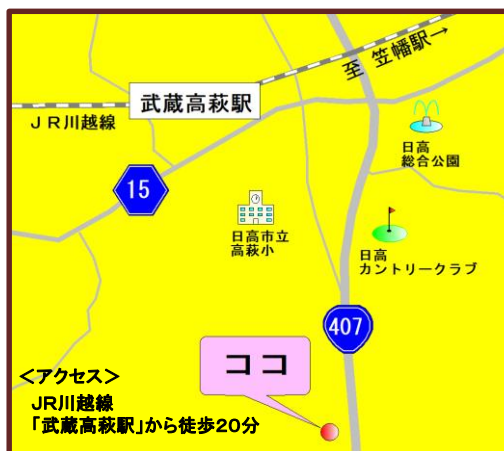 至 笠幡駅→
武蔵高萩駅
JR川越線
日高
総合公園
15
日高市立
高萩小
日高
カントリークラブ
407
ココ
＜アクセス＞
JR川越線
「武蔵高萩駅」から徒歩20分